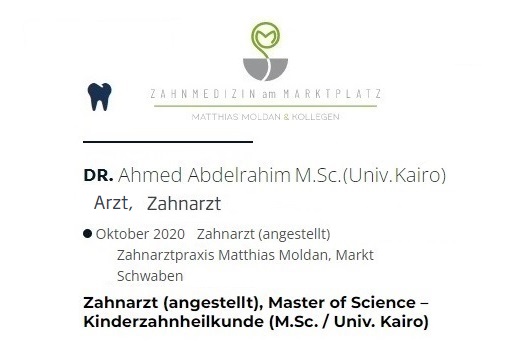 ZAHNMEDIZIN am MARKTPLATZ
MATTHIAS MOLDAN & KOLLEGEN
DR. Ahmed Abdelrahim M.Sc.(Univ.Kairo)
Arzt, Zahnarzt
Oktober 2020 Zahnarzt (angestellt)
Zahnarztpraxis Matthias Moldan, Markt
Schwaben
Zahnarzt (angestellt), Master of Science –
Kinderzahnheilkunde (M.Sc. / Univ. Kairo)